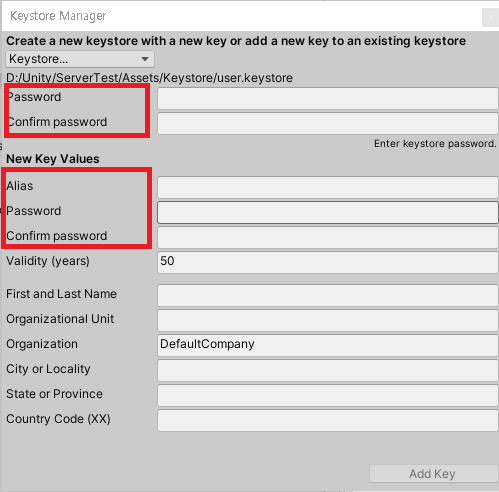 Keystore Manager
Create a new keystore with a new key or add a new key to an existing keystore
Keystore...
D:/Unity/ServerTest/Assets/Keystore/user.keystore
Password
Confirm password
Enter keystore password.
New Key Values
Alias
Password
Confirm password
Validity (years) 50
First and Last Name
Organizational Unit
Organization DefaultCompany
City or Locality
State or Province
Country Code (XX)
Add Key